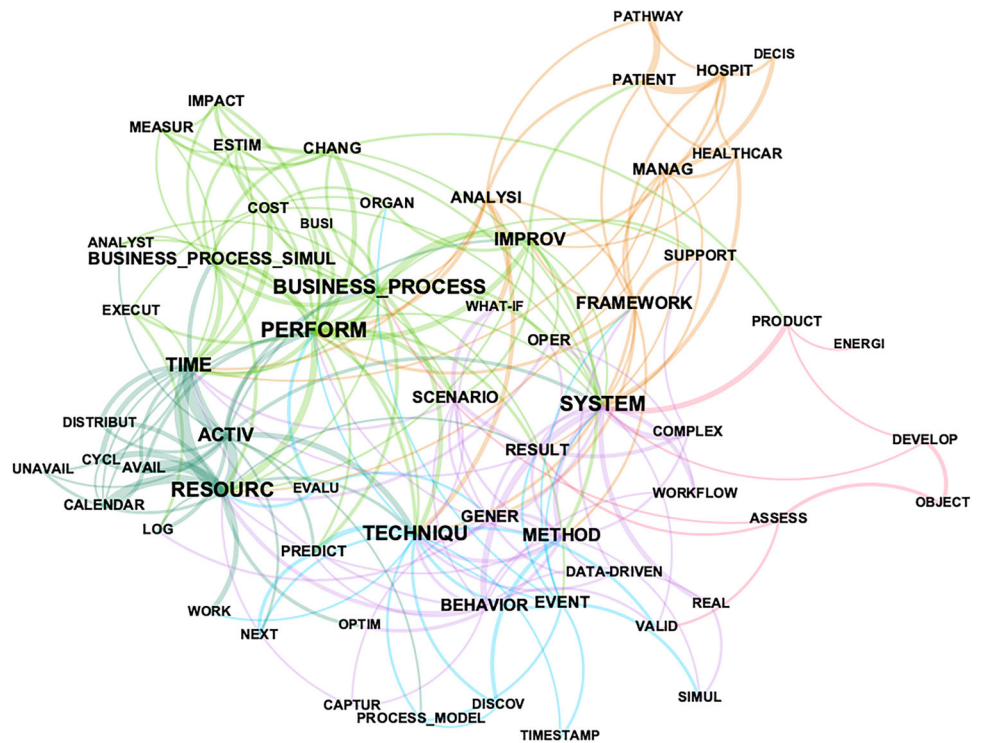 PATHWAY
DECIS
HOSPIT
PATIENT
IMPACT
MEASUR
ESTIM
CHANG
HEALTHCAR
MANAG
ANALYSI
ORGAN
COST
BUSI
IMPROV
ANALYST
BUSINESS_PROCESS_SIMUL
SUPPORT
BUSINESS_PROCESS
WHAT-IF
FRAMEWORK
EXECUT
PERFORM
PRODUCT
OPER
ENERGI
TIME
SCENARIO
SYSTEM
DISTRIBUT
ACTIV
COMPLEX
DEVELOP
RESULT
CYCL
AVAIL
UNAVAIL
RESOURC
EVALU
WORKFLOW
CALENDAR
OBJECT
GENER
ASSESS
LOG
TECHNIQU
METHOD
PREDICT
DATA-DRIVEN
BEHAVIOR
EVENT
REAL
WORK
OPTIM
VALID
NEXT
SIMUL
CAPTUR
DISCOV
PROCESS_MODEL
TIMESTAMP